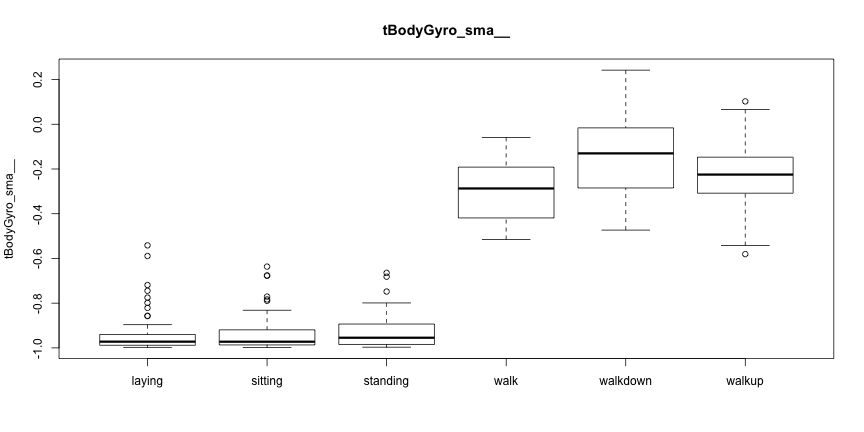 tBodyGyro_sma__
tBodyGyro_sma__
0.2
0.0
-0.2
-0.4
-0.6
-0.8
-1.0
laying sitting standing walk walkdown walkup